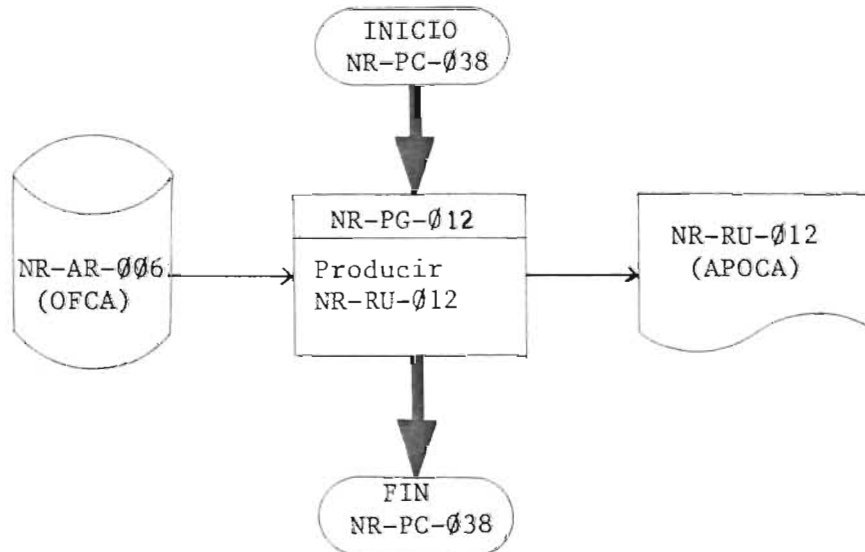 INICIO
NR-PC-Ø38
NR-AR-ØØ6
(OFCA)
NR-PG-Ø12
Producir
NR-RU-Ø12
NR-RU-Ø12
(APOCA)
FIN
NR-PC-Ø38